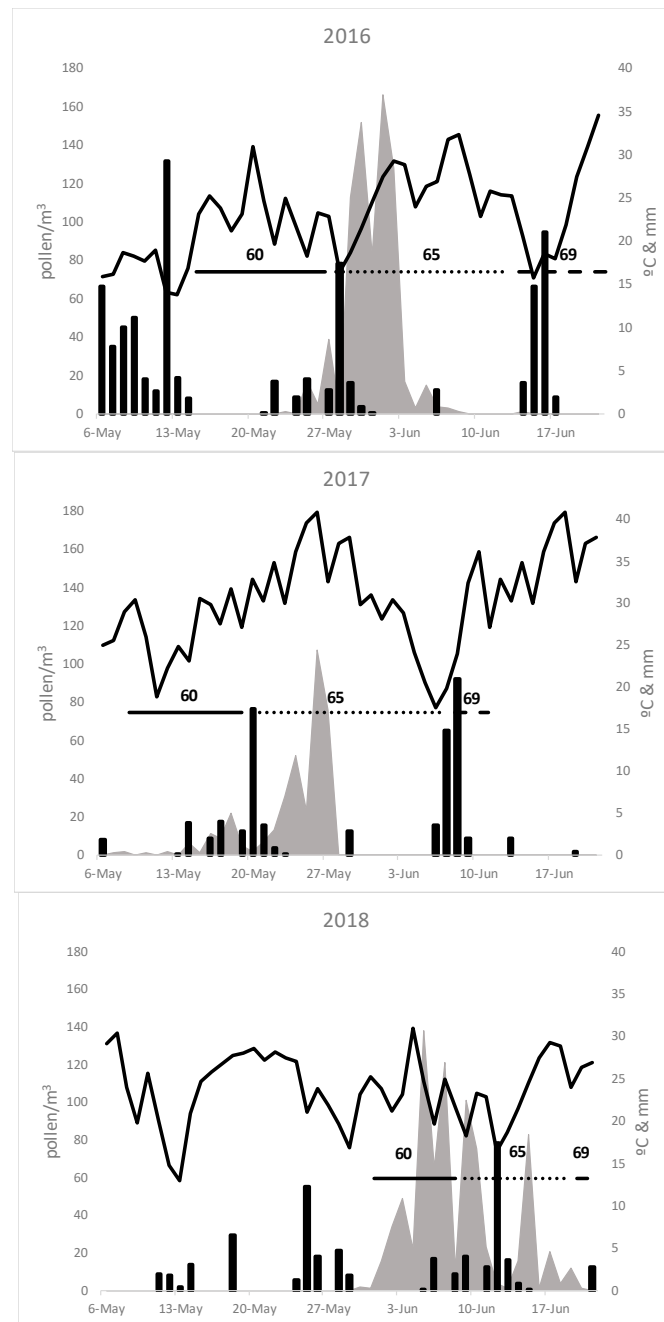 2016
180
160
140
120
100
80
60
40
20
0
pollen/m³
40
35
30
25
20
15
10
5
0
ºC & mm
60
65
69
6-May
13-May
20-May
27-May
3-Jun
10-Jun
17-Jun
2017
180
160
140
120
100
80
60
40
20
0
pollen/m³
40
35
30
25
20
15
10
5
0
ºC & mm
60
65
69
6-May
13-May
20-May
27-May
3-Jun
10-Jun
17-Jun
2018
180
160
140
120
100
80
60
40
20
0
pollen/m³
40
35
30
25
20
15
10
5
0
ºC & mm
60
65
69
6-May
13-May
20-May
27-May
3-Jun
10-Jun
17-Jun